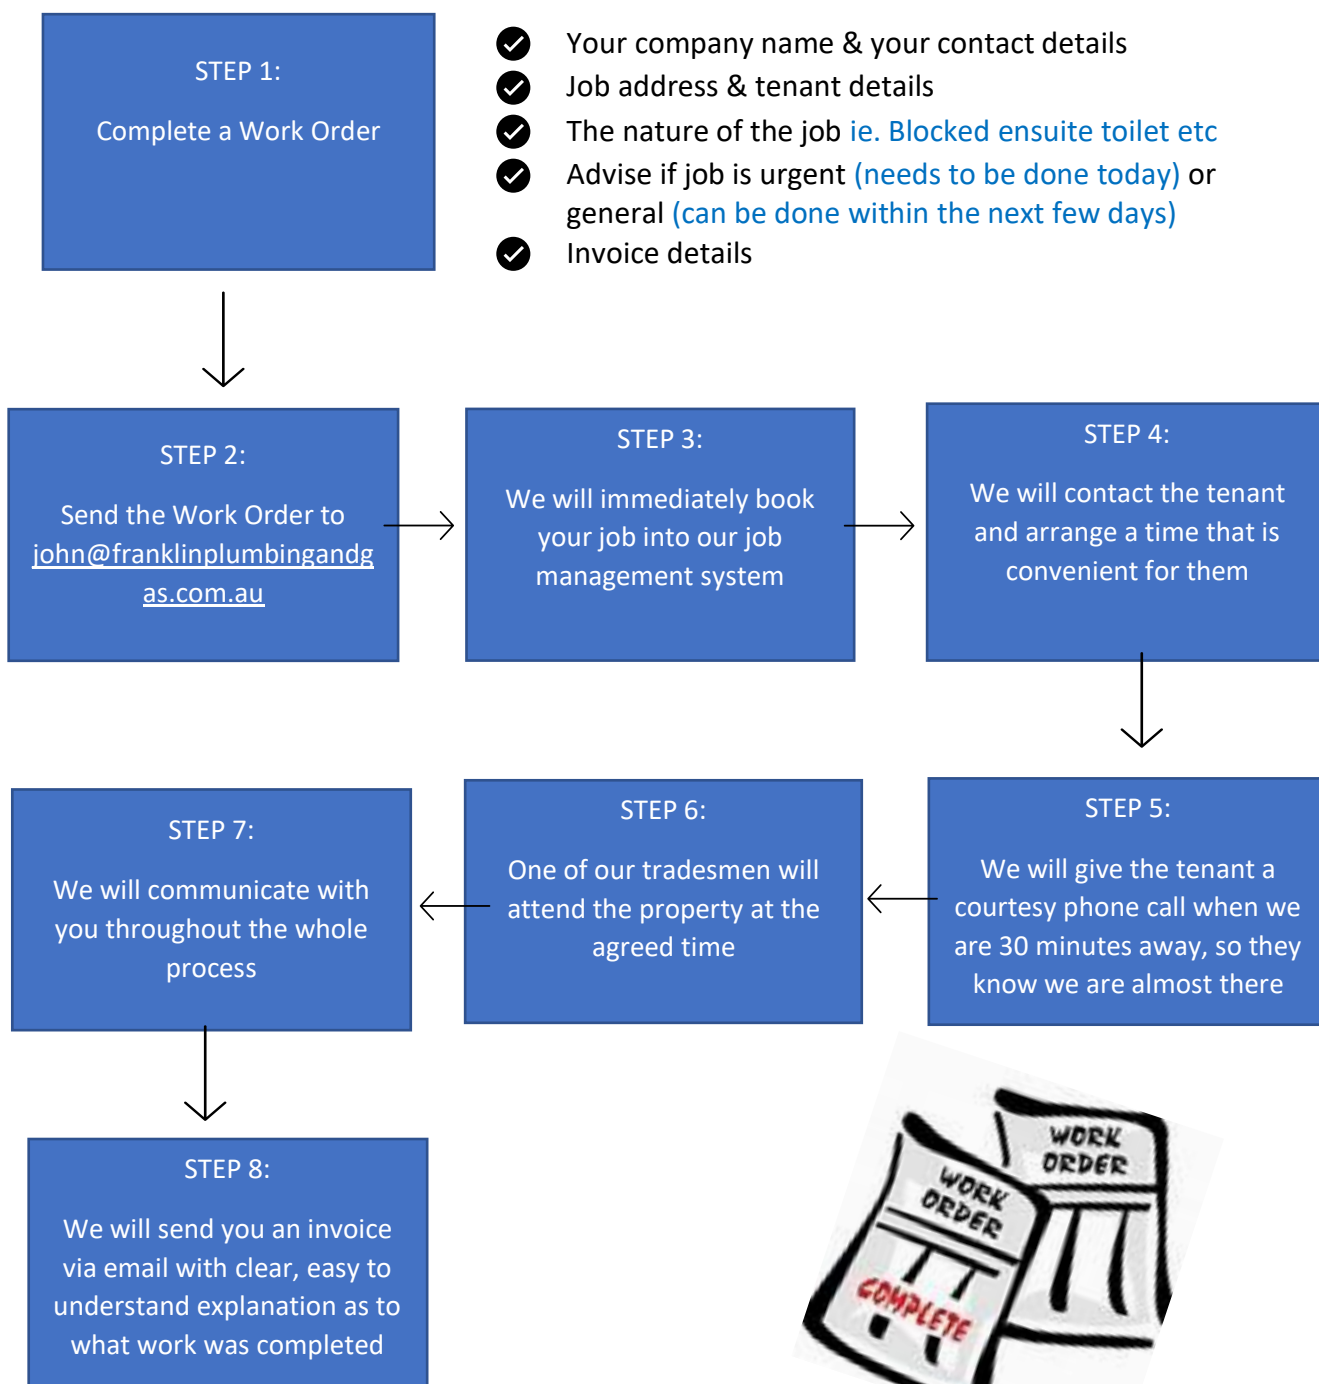 STEP 1:
Complete a Work Order
Your company name & your contact details
Job address & tenant details
The nature of the job ie. Blocked ensuite toilet etc
Advise if job is urgent (needs to be done today) or
general (can be done within the next few days)
Invoice details
STEP 2:
Send the Work Order to
john@franklinplumbingandg
as.com.au
STEP 3:
We will immediately book
your job into our job
management system
STEP 4:
We will contact the tenant
and arrange a time that is
convenient for them
STEP 5:
We will give the tenant a
courtesy phone call when we
are 30 minutes away, so they
know we are almost there
STEP 6:
One of our tradesmen will
attend the property at the
agreed time
STEP 7:
We will communicate with
you throughout the whole
process
STEP 8:
We will send you an invoice
via email with clear, easy to
understand explanation as to
what work was completed
WORK
ORDER
COMPLETE
WORK
ORDER